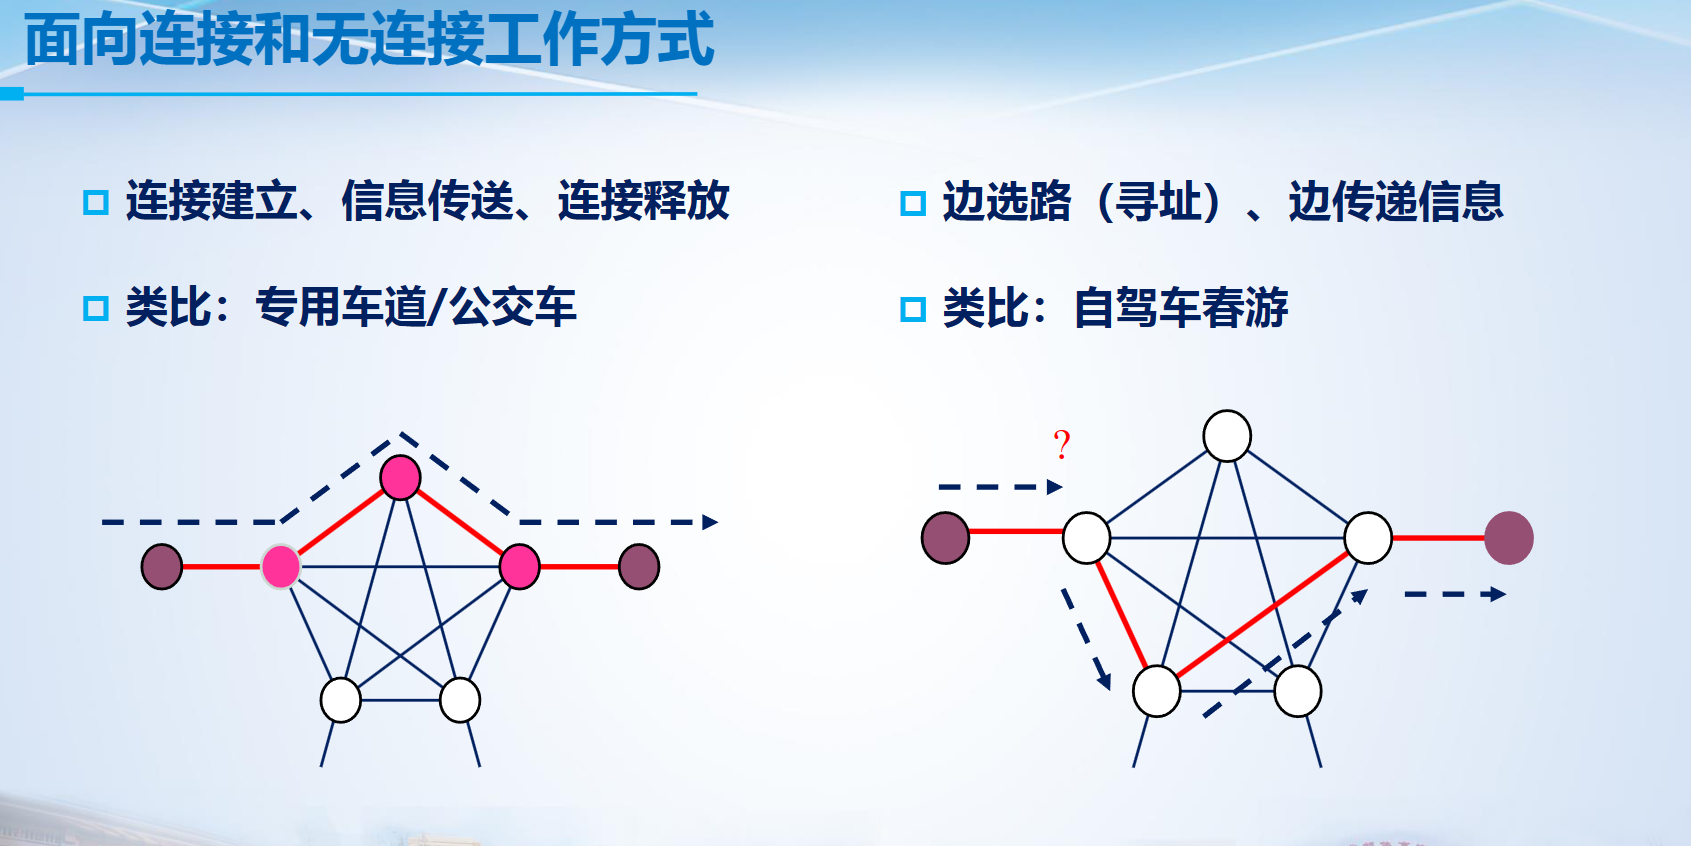 面向连接和无连接工作方式
连接建立、信息传送、连接释放
类比：专用车道/公交车
边选路（寻址）、边传递信息
类比：自驾车春游
?